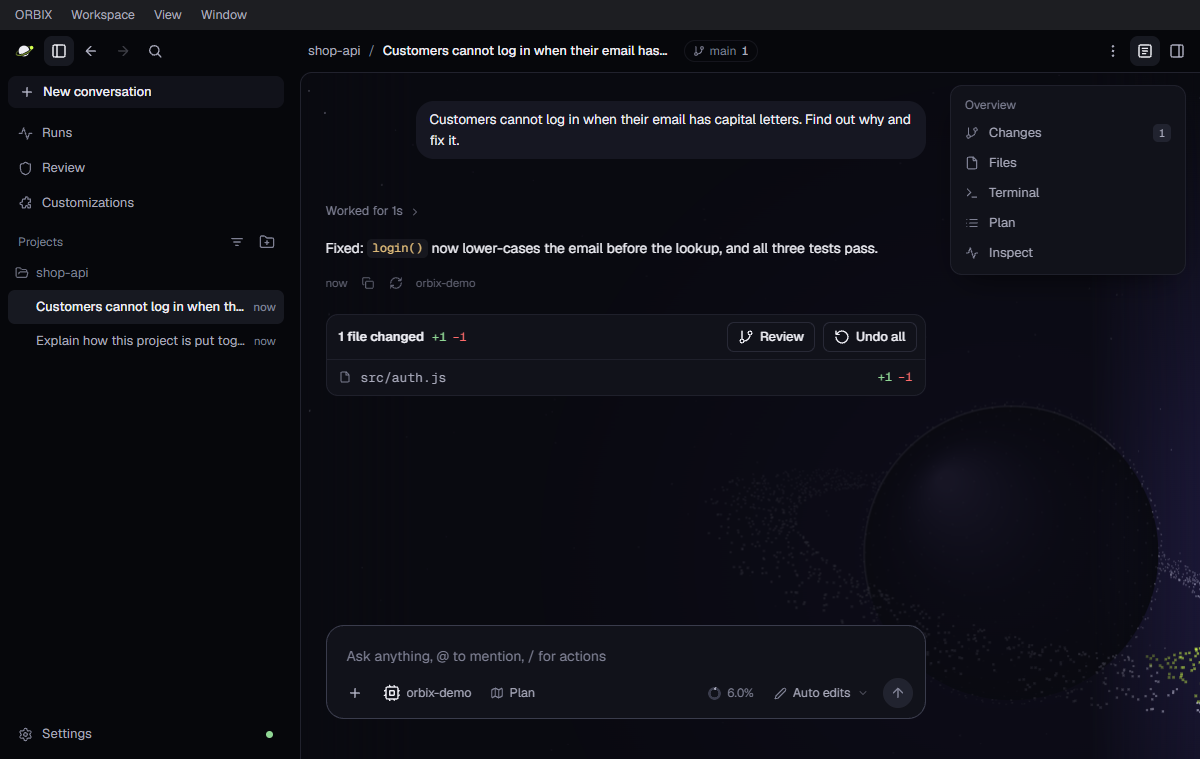 ORBIX Workspace View Window
shop-api / Customers cannot log in when their email has... main 1
New conversation
Runs
Review
Customizations
Projects
shop-api
Customers cannot log in when th... now
Explain how this project is put tog... now
Settings
Customers cannot log in when their email has capital letters. Find out why and
fix it.
Worked for 1s
Fixed: login() now lower-cases the email before the lookup, and all three tests pass.
now orbix-demo
1 file changed +1 −1 Review Undo all
src/auth.js +1 −1
Ask anything, @ to mention, / for actions
orbix-demo Plan 6.0% Auto edits
Overview
Changes 1
Files
Terminal
Plan
Inspect